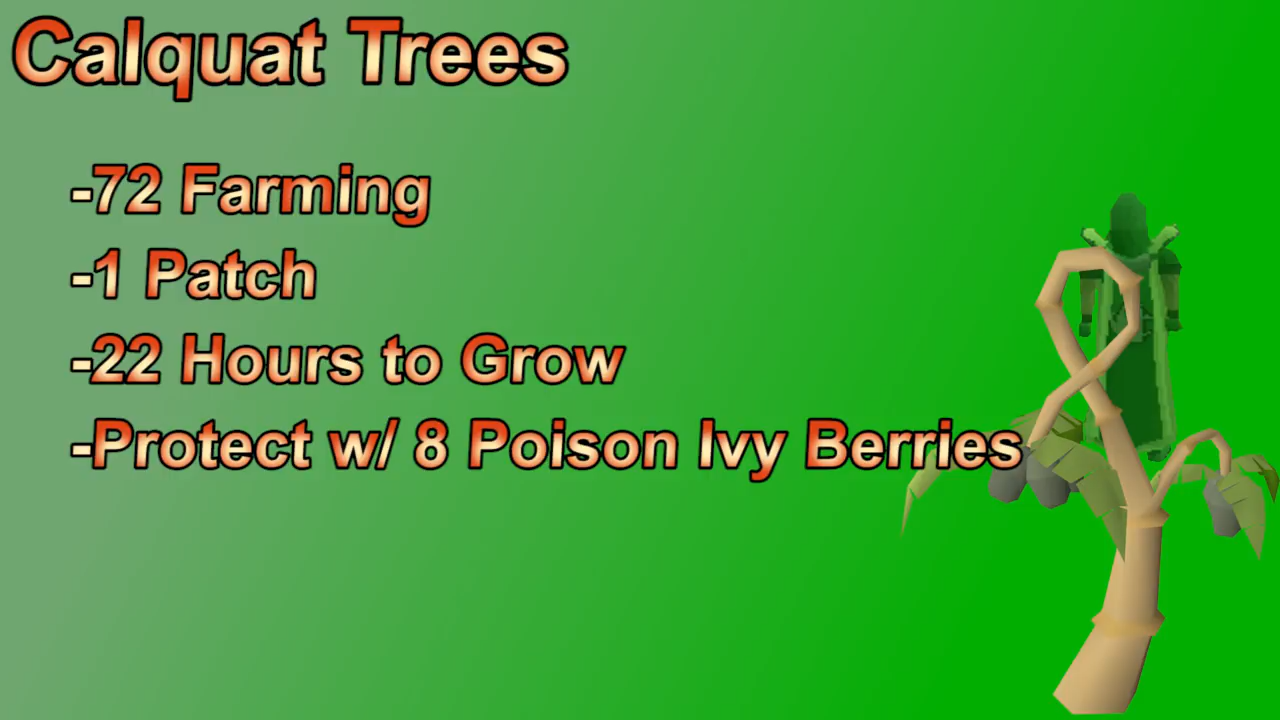 Calquat Trees
-72 Farming
-1 Patch
-22 Hours to Grow
-Protect w/ 8 Poison Ivy Berries